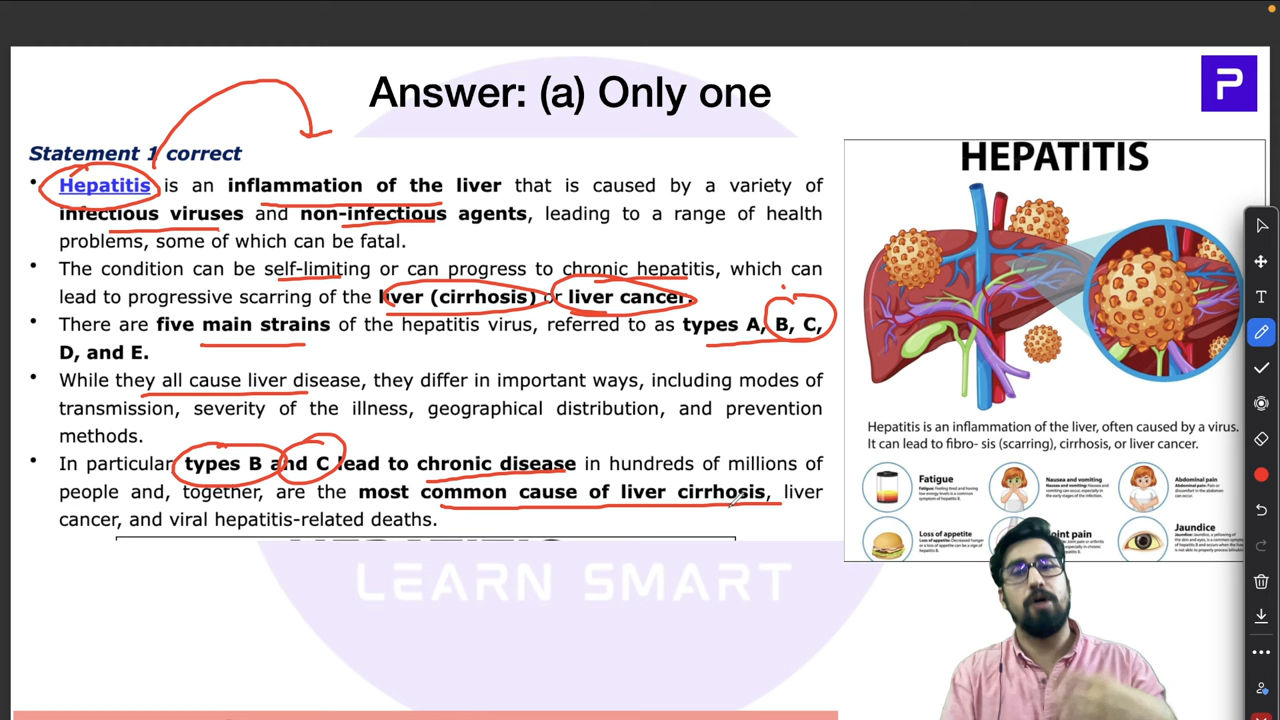 Answer: (a) Only one
P
Statement 1 correct
• Hepatitis is an inflammation of the liver that is caused by a variety of
infectious viruses and non-infectious agents, leading to a range of health
problems, some of which can be fatal.
• The condition can be self-limiting or can progress to chronic hepatitis, which can
lead to progressive scarring of the liver (cirrhosis) or liver cancer.
• There are five main strains of the hepatitis virus, referred to as types A, B, C,
D, and E.
• While they all cause liver disease, they differ in important ways, including modes of
transmission, severity of the illness, geographical distribution, and prevention
methods.
• In particular types B and C lead to chronic disease in hundreds of millions of
people and, together, are the most common cause of liver cirrhosis, liver
cancer, and viral hepatitis-related deaths.
LEARN SMART
HEPATITIS
Hepatitis is an inflammation of the liver, often caused by a virus.
It can lead to fibro- sis (scarring), cirrhosis, or liver cancer.
Fatigue
Nausea and vomiting
Abdominal pain
Loss of appetite
Joint pain
Jaundice
T